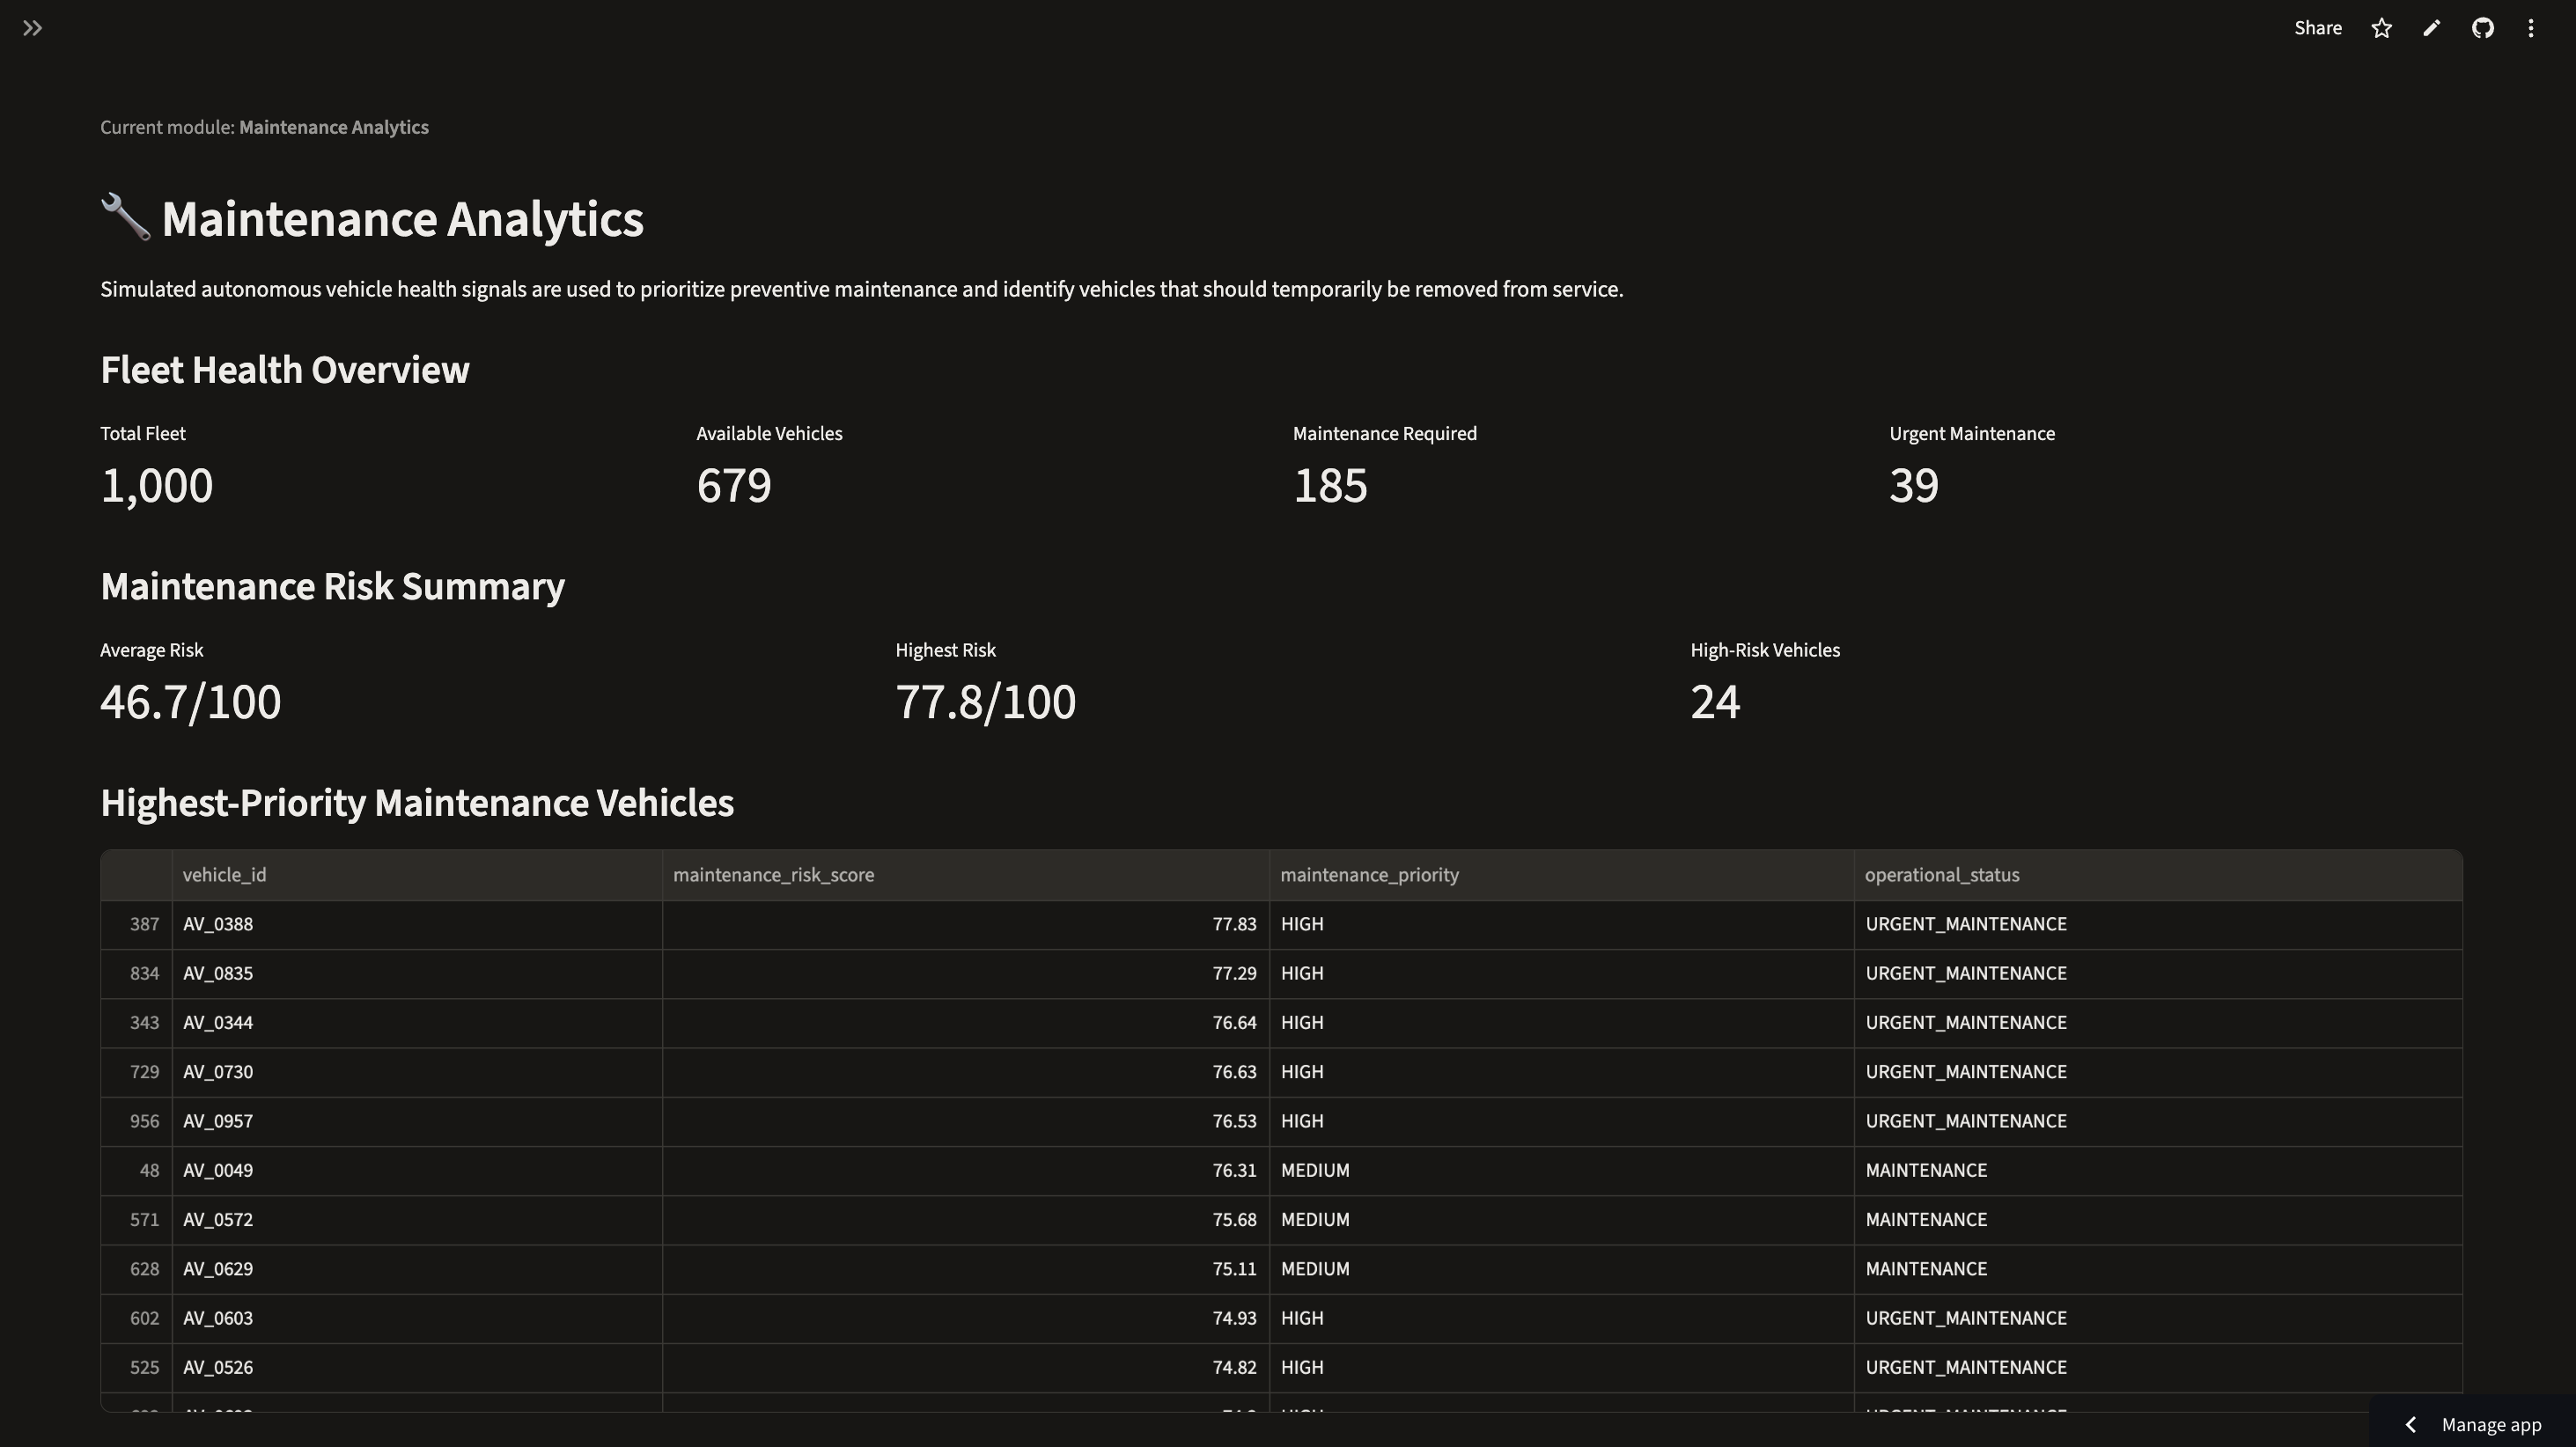 Share
Current module: Maintenance Analytics
Maintenance Analytics
Simulated autonomous vehicle health signals are used to prioritize preventive maintenance and identify vehicles that should temporarily be removed from service.
Fleet Health Overview
Total Fleet Available Vehicles Maintenance Required Urgent Maintenance
1,000 679 185 39
Maintenance Risk Summary
Average Risk Highest Risk High-Risk Vehicles
46.7/100 77.8/100 24
Highest-Priority Maintenance Vehicles
vehicle_id maintenance_risk_score maintenance_priority operational_status
387 AV_0388 77.83 HIGH URGENT_MAINTENANCE
834 AV_0835 77.29 HIGH URGENT_MAINTENANCE
343 AV_0344 76.64 HIGH URGENT_MAINTENANCE
729 AV_0730 76.63 HIGH URGENT_MAINTENANCE
956 AV_0957 76.53 HIGH URGENT_MAINTENANCE
48 AV_0049 76.31 MEDIUM MAINTENANCE
571 AV_0572 75.68 MEDIUM MAINTENANCE
628 AV_0629 75.11 MEDIUM MAINTENANCE
602 AV_0603 74.93 HIGH URGENT_MAINTENANCE
525 AV_0526 74.82 HIGH URGENT_MAINTENANCE
Manage app